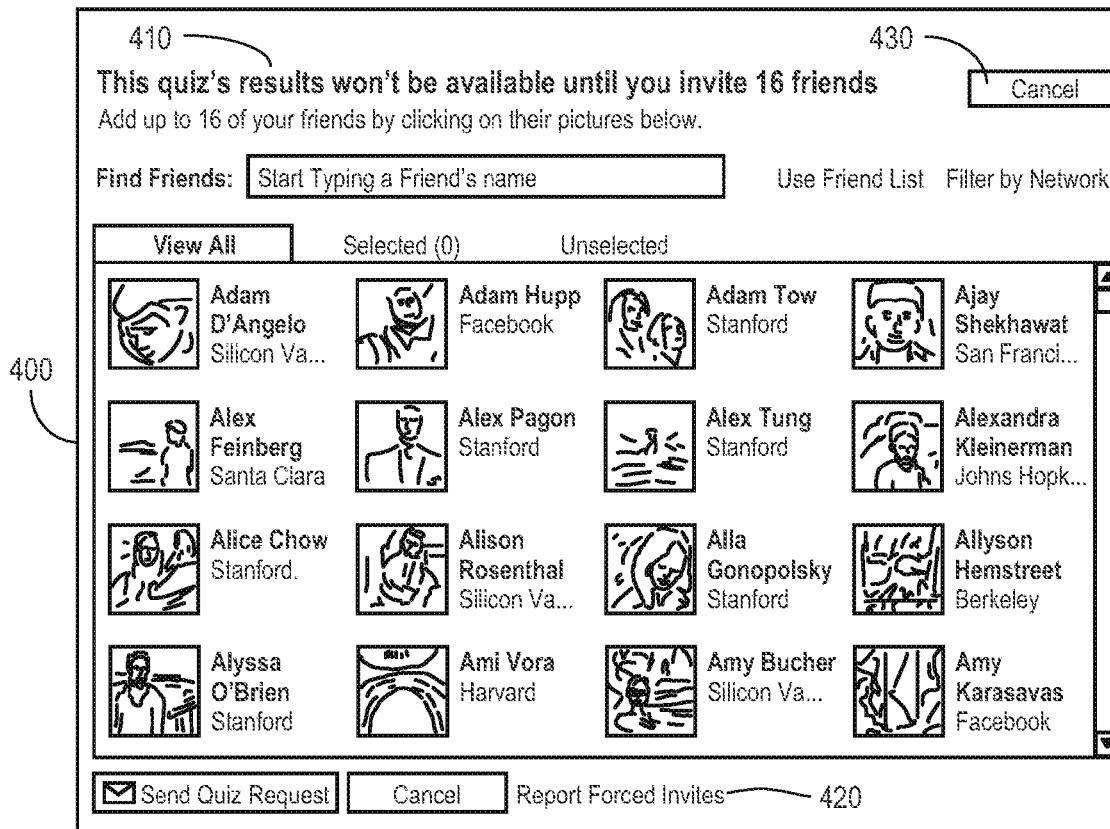 410
430
This quiz's results won't be available until you invite 16 friends
Cancel
Add up to 16 of your friends by clicking on their pictures below.
Find Friends: Start Typing a Friend's name Use Friend List Filter by Network
View All Selected (0) Unselected
Adam
D'Angelo
Silicon Va...
Adam Hupp
Facebook
Adam Tow
Stanford
Ajay
Shekhawat
San Franci...
400
Alex
Feinberg
Santa Clara
Alex Pagon
Stanford
Alex Tung
Stanford
Alexandra
Kleinerman
Johns Hopk...
Alice Chow
Stanford.
Alison
Rosenthal
Silicon Va...
Alla
Gonopolsky
Stanford
Allyson
Hemstreet
Berkeley
Alyssa
O'Brien
Stanford
Ami Vora
Harvard
Amy Bucher
Silicon Va...
Amy
Karasavas
Facebook
Send Quiz Request Cancel Report Forced Invites 420